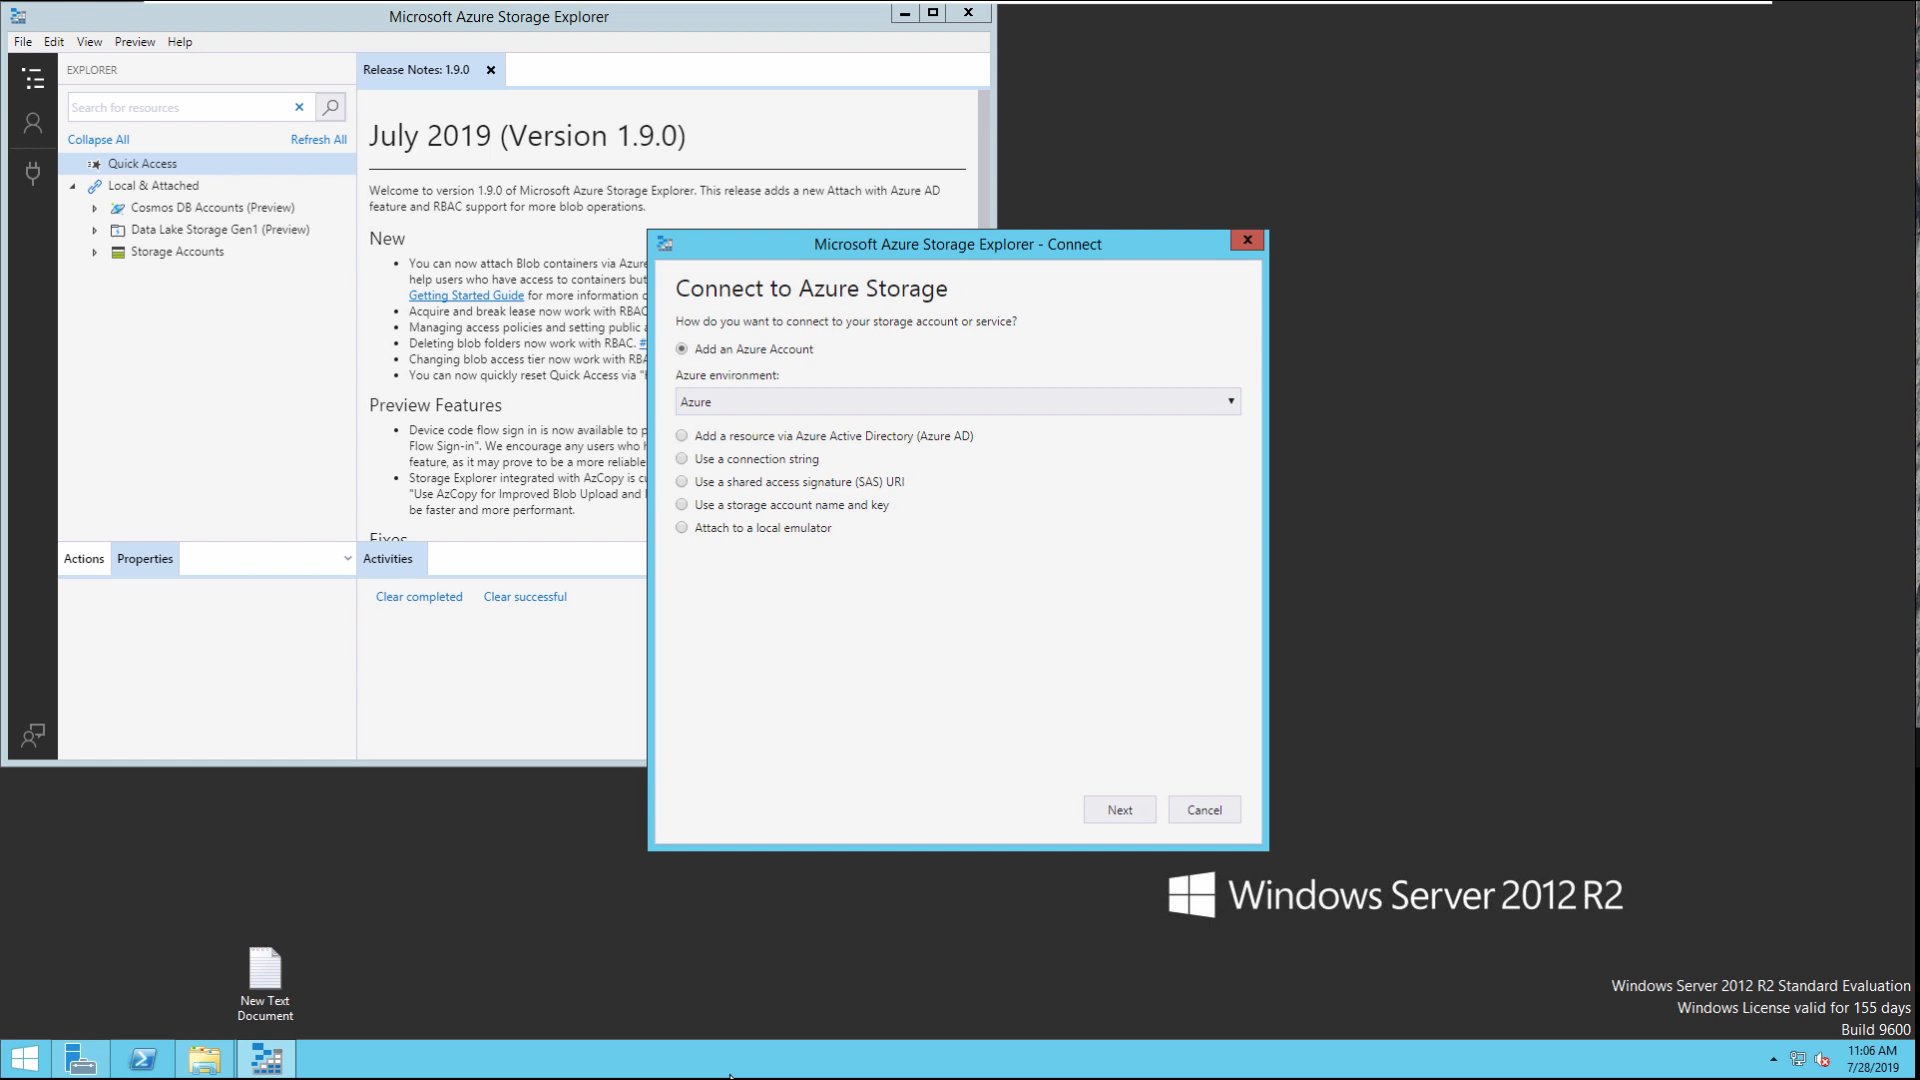 Microsoft Azure Storage Explorer
File Edit View Preview Help
EXPLORER
Search for resources
Collapse All Refresh All
Quick Access
Local & Attached
Cosmos DB Accounts (Preview)
Data Lake Storage Gen1 (Preview)
Storage Accounts
Actions Properties
Release Notes: 1.9.0
July 2019 (Version 1.9.0)
Welcome to version 1.9.0 of Microsoft Azure Storage Explorer. This release adds a new Attach with Azure AD
feature and RBAC support for more blob operations.
New
You can now attach Blob containers via Azure
help users who have access to containers but
Getting Started Guide for more information
Acquire and break lease now work with RBAC
Managing access policies and setting public
Deleting blob folders now work with RBAC. #
Changing blob access tier now work with
You can now quickly reset Quick Access via "
Preview Features
Device code flow sign in is now available to
Flow Sign-in". We encourage any users who
feature, as it may prove to be a more reliable
Storage Explorer integrated with AzCopy is
"Use AzCopy for Improved Blob Upload and
be faster and more performant.
Fixes
Activities
Clear completed Clear successful
Microsoft Azure Storage Explorer - Connect
Connect to Azure Storage
How do you want to connect to your storage account or service?
Add an Azure Account
Azure environment:
Azure
Add a resource via Azure Active Directory (Azure AD)
Use a connection string
Use a shared access signature (SAS) URI
Use a storage account name and key
Attach to a local emulator
Next Cancel
Windows Server 2012 R2
New Text
Document
Windows Server 2012 R2 Standard Evaluation
Windows License valid for 155 days
Build 9600
11:06 AM
7/28/2019